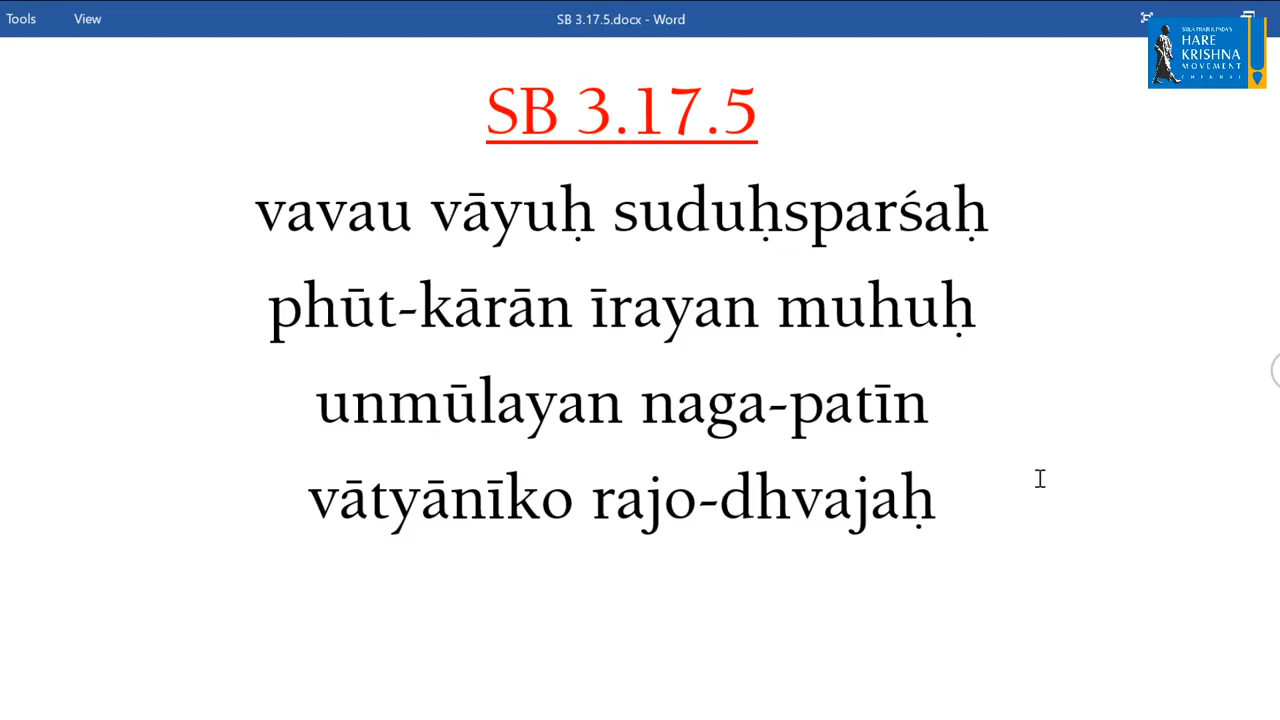 Tools View SB 3.17.5.docx - Word
HARE
KRISHNA
MOVEMENT
CHENNAI
SB 3.17.5
vavau vāyuḥ suduḥsparśaḥ
phūt-kārān īrayan muhuḥ
unmūlayan naga-patīn
vātyānīko rajo-dhvajaḥ